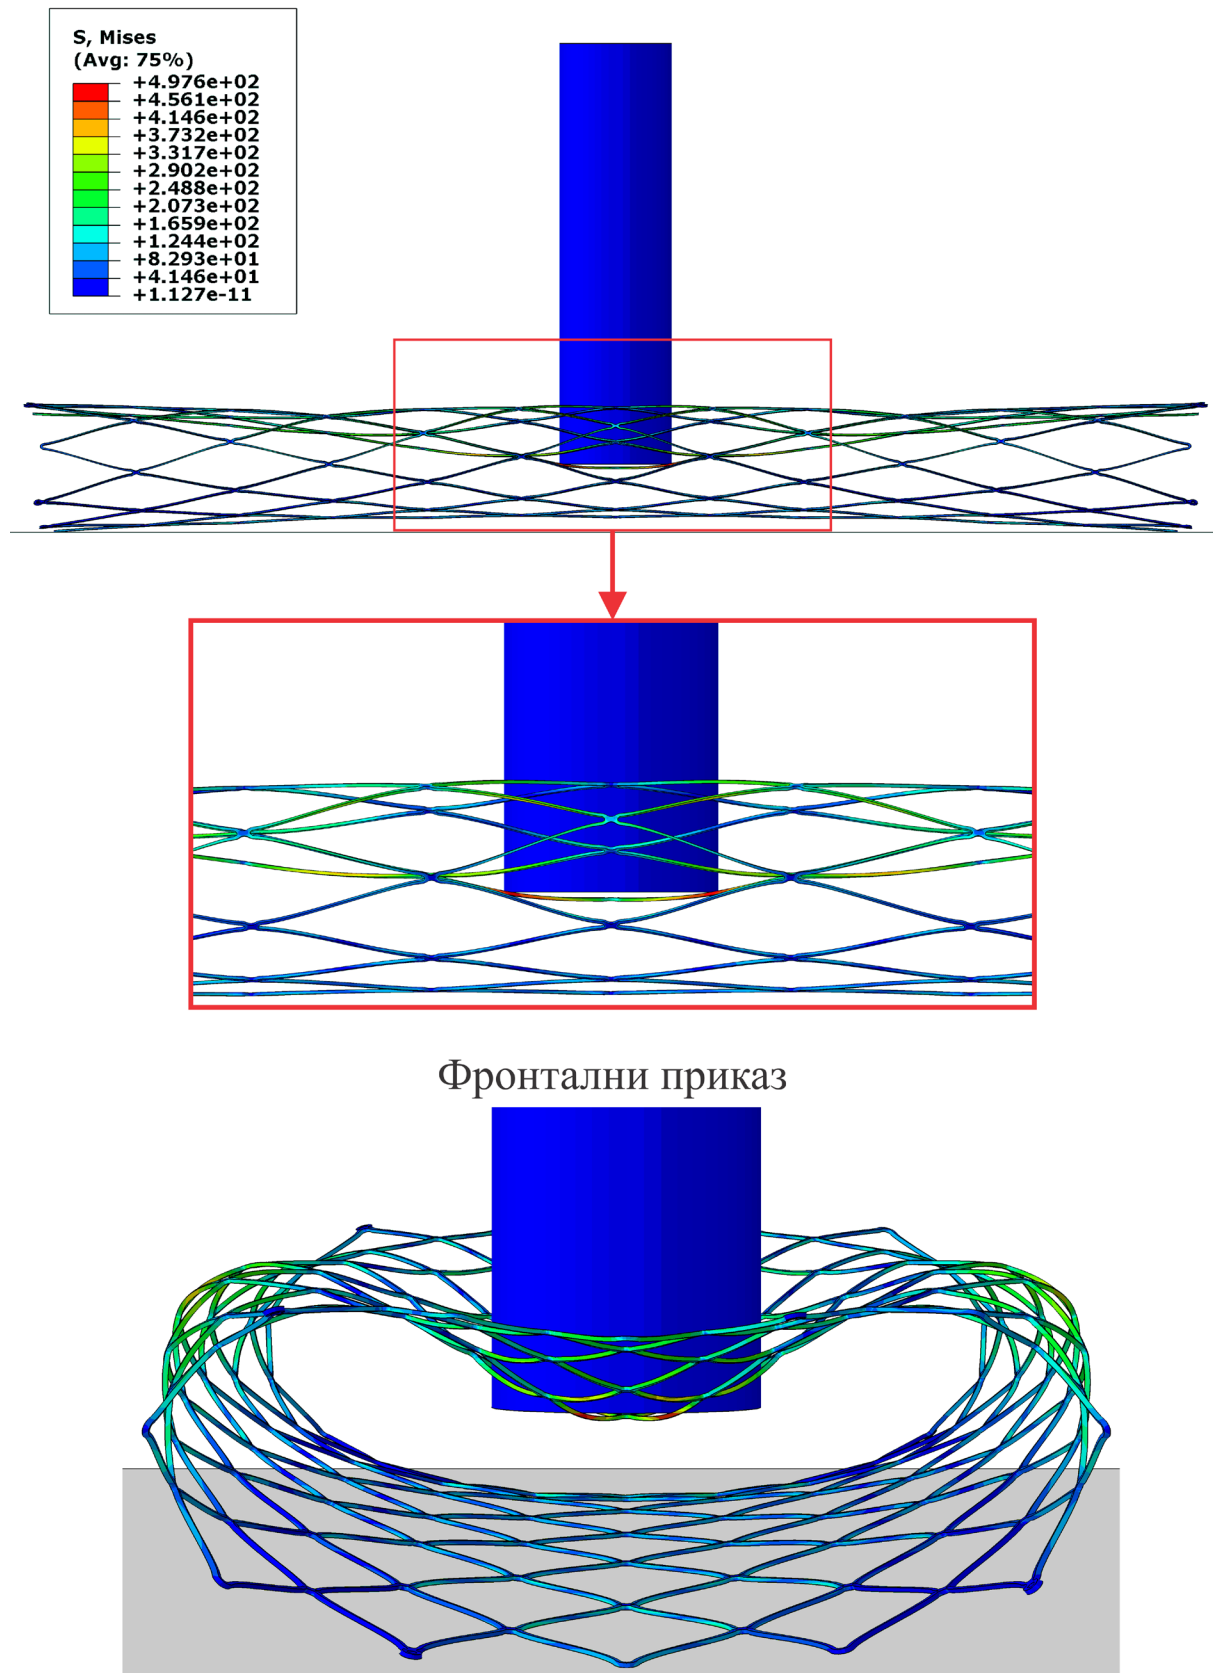 S, Mises
(Avg: 75%)
+4.976e+02
+4.561e+02
+4.146e+02
+3.732e+02
+3.317e+02
+2.902e+02
+2.488e+02
+2.073e+02
+1.659e+02
+1.244e+02
+8.293e+01
+4.146e+01
+1.127e-11
Фронтални приказ